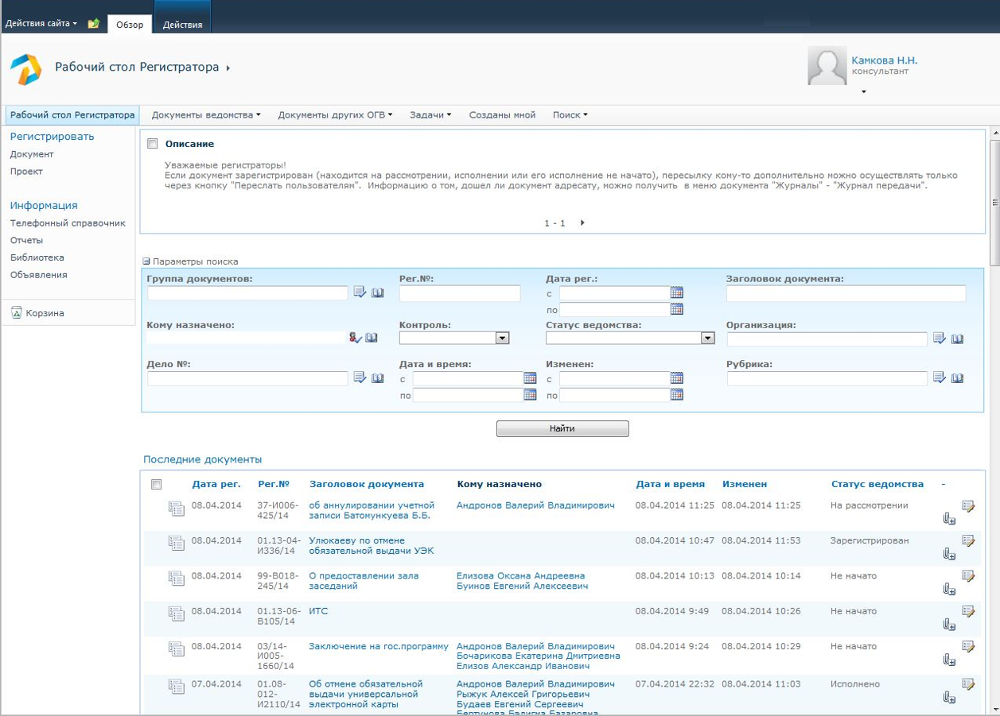 Действия сайта
Обзор
Действия
Рабочий стол Регистратора
Камкова Н.Н.
консультант
Рабочий стол Регистратора Документы ведомства Документы других ОГВ Задачи Созданы мной Поиск
Регистрировать
Документ
Проект
Информация
Телефонный справочник
Отчеты
Библиотека
Объявления
Корзина
Описание
Уважаемые регистраторы!
Если документ зарегистрирован (находится на рассмотрении, исполнении или его исполнение не начато), пересылку кому-то дополнительно можно осуществлять только
через кнопку "Переслать пользователям". Информацию о том, дошел ли документ адресату, можно получить в меню документа "Журналы" - "Журнал передачи".
1 - 1
Параметры поиска
Группа документов: Рег.№: Дата рег.: Заголовок документа:
с
по
Кому назначено: Контроль: Статус ведомства: Организация:
Дело №: Дата и время: Изменен: Рубрика:
с с
по по
Найти
Последние документы
Дата рег. Рег.№ Заголовок документа Кому назначено Дата и время Изменен Статус ведомства -
08.04.2014 37-И006- об аннулировании учетной Андронов Валерий Владимирович 08.04.2014 11:25 08.04.2014 11:25 На рассмотрении
425/14 записи Батомункуева Б.Б.
08.04.2014 01.13-04- Улюкаеву по отмене 08.04.2014 10:47 08.04.2014 11:53 Зарегистрирован
И336/14 обязательной выдачи УЭК
08.04.2014 99-В018- О предоставлении зала Елизова Оксана Андреевна 08.04.2014 10:13 08.04.2014 10:14 Не начато
245/14 заседаний Буинов Евгений Алексеевич
08.04.2014 01.13-06- ИТС 08.04.2014 9:49 08.04.2014 10:26 Не начато
В105/14
08.04.2014 03/14- Заключение на гос.программу Андронов Валерий Владимирович 08.04.2014 9:24 08.04.2014 10:29 Не начато
И005- Бочарикова Екатерина Дмитриевна
1660/14 Елизов Александр Иванович
07.04.2014 01.08- Об отмене обязательной Андронов Валерий Владимирович 07.04.2014 22:32 08.04.2014 11:03 Исполнено
012- выдачи универсальной Рыжук Алексей Григорьевич
И2110/14 электронной карты Будаев Евгений Сергеевич